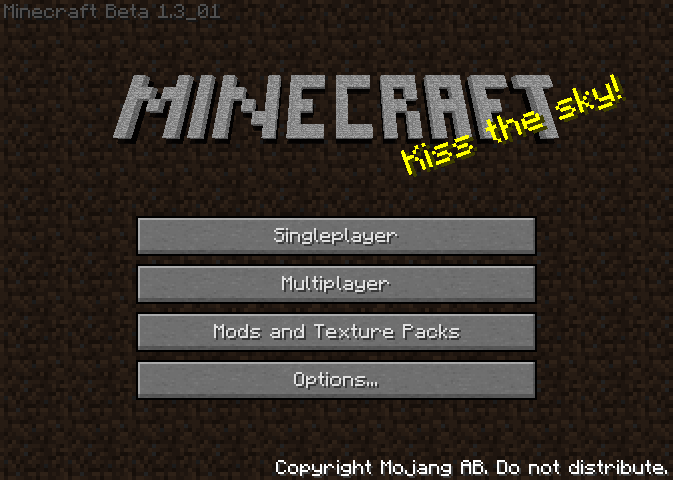 Minecraft Beta 1.3_01
MINECRAFT
Kiss the sky!
Singleplayer
Multiplayer
Mods and Texture Packs
Options...
Copyright Mojang AB. Do not distribute.